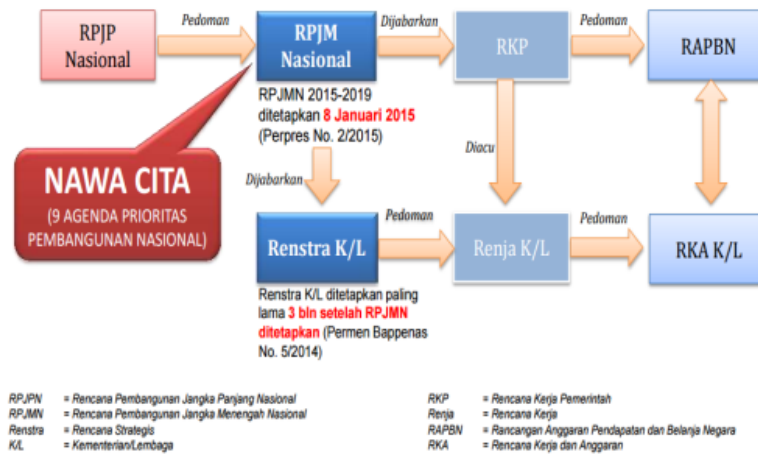 RPJP
Nasional
Pedoman
RPJM
Nasional
Dijabarkan
RKP
Pedoman
RAPBN
RPJMN 2015-2019
ditetapkan 8 Januari 2015
(Perpres No. 2/2015)
NAWA CITA
(9 AGENDA PRIORITAS
PEMBANGUNAN NASIONAL)
Dijabarkan
Diacu
Renstra K/L
Pedoman
Renja K/L
Pedoman
RKA K/L
Renstra K/L ditetapkan paling
lama 3 bln setelah RPJMN
ditetapkan (Permen Bappenas
No. 5/2014)
RPJPN = Rencana Pembangunan Jangka Panjang Nasional
RPJMN = Rencana Pembangunan Jangka Menengah Nasional
Renstra = Rencana Strategis
K/L = Kementerian/Lembaga
RKP = Rencana Kerja Pemerintah
Renja = Rencana Kerja
RAPBN = Rancangan Anggaran Pendapatan dan Belanja Negara
RKA = Rencana Kerja dan Anggaran